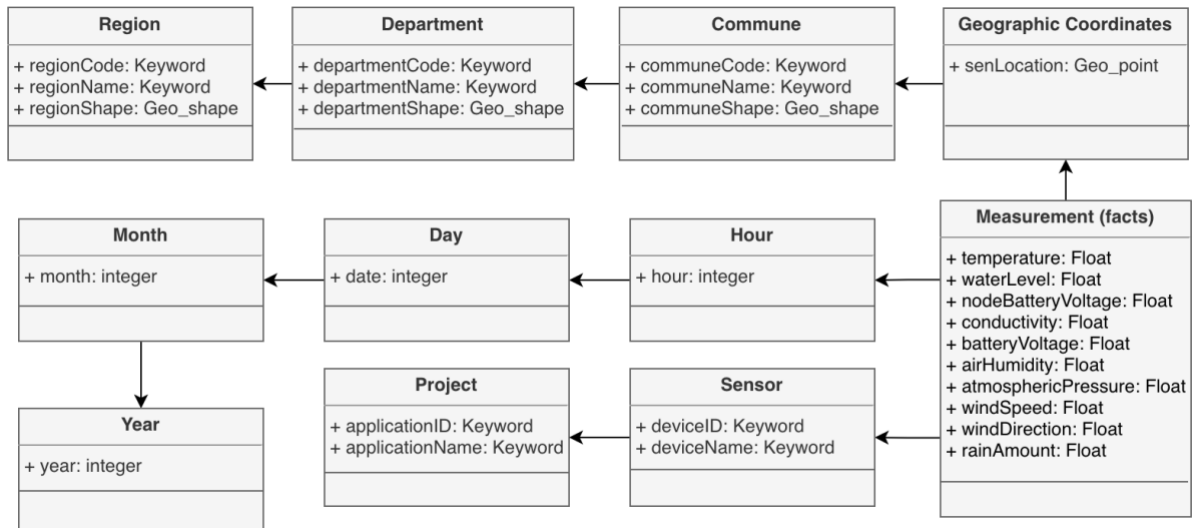 Region
+ regionCode: Keyword
+ regionName: Keyword
+ regionShape: Geo_shape
Department
+ departmentCode: Keyword
+ departmentName: Keyword
+ departmentShape: Geo_shape
Commune
+ communeCode: Keyword
+ communeName: Keyword
+ communeShape: Geo_shape
Geographic Coordinates
+ senLocation: Geo_point
Month
+ month: integer
Day
+ date: integer
Hour
+ hour: integer
Measurement (facts)
+ temperature: Float
+ waterLevel: Float
+ nodeBatteryVoltage: Float
+ conductivity: Float
+ batteryVoltage: Float
+ airHumidity: Float
+ atmosphericPressure: Float
+ windSpeed: Float
+ windDirection: Float
+ rainAmount: Float
Year
+ year: integer
Project
+ applicationID: Keyword
+ applicationName: Keyword
Sensor
+ deviceID: Keyword
+ deviceName: Keyword